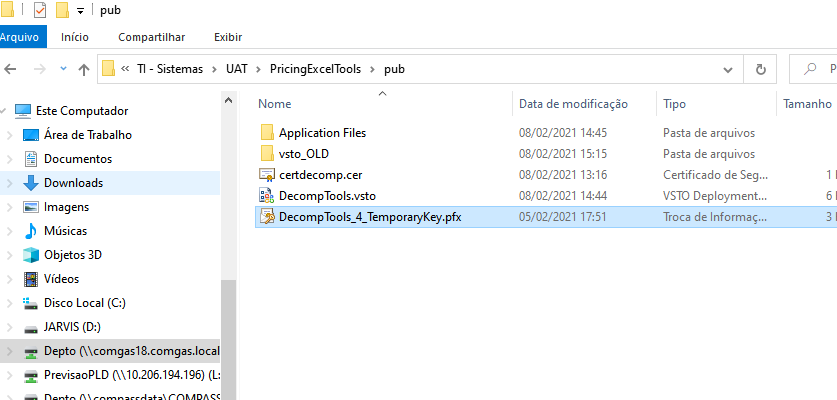 pub
Arquivo Início Compartilhar Exibir
« TI - Sistemas > UAT > PricingExcelTools > pub
Nome Data de modificação Tipo Tamanho
Este Computador
Área de Trabalho
Documentos
Downloads
Imagens
Músicas
Objetos 3D
Vídeos
Disco Local (C:)
JARVIS (D:)
Depto (\\comgas18.comgas.local
PrevisaoPLD (\\10.206.194.196) (L:
Depto (\\compassdata\COMPASS
Application Files 08/02/2021 14:45 Pasta de arquivos
vsto_OLD 08/02/2021 15:15 Pasta de arquivos
certdecomp.cer 08/02/2021 13:16 Certificado de Seg... 1
DecompTools.vsto 08/02/2021 14:44 VSTO Deployment... 6
DecompTools_4_TemporaryKey.pfx 05/02/2021 17:51 Troca de Informaç... 3